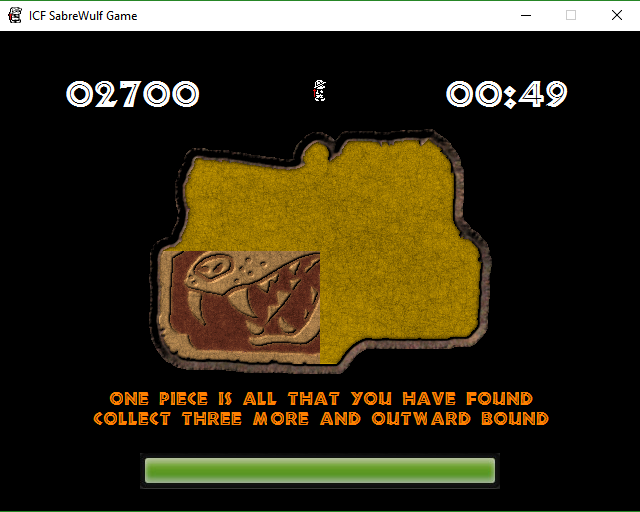 ICF SabreWulf Game
02700 00:49
ONE PIECE IS ALL THAT YOU HAVE FOUND
COLLECT THREE MORE AND OUTWARD BOUND